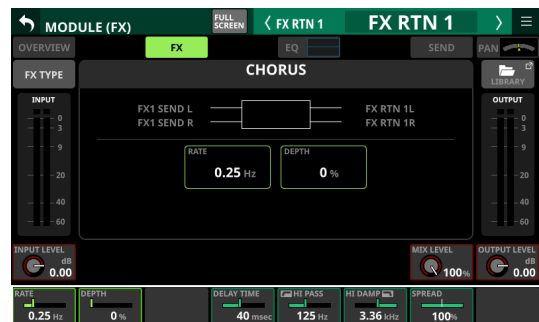 MODULE (FX)
FULL SCREEN
FX RTN 1
FX RTN 1
OVERVIEW
FX
EQ
SEND
PAN
FX TYPE
CHORUS
LIBRARY
INPUT
OUTPUT
0
3
9
20
40
60
FX1 SEND L
FX RTN 1L
FX1 SEND R
FX RTN 1R
RATE
0.25 Hz
DEPTH
0 %
0
3
9
20
40
60
INPUT LEVEL
dB
0.00
MIX LEVEL
100%
OUTPUT LEVEL
dB
0.00
RATE
0.25 Hz
DEPTH
0 %
DELAY TIME
40 msec
HI PASS
125 Hz
HI DAMP
3.36 kHz
SPREAD
100%